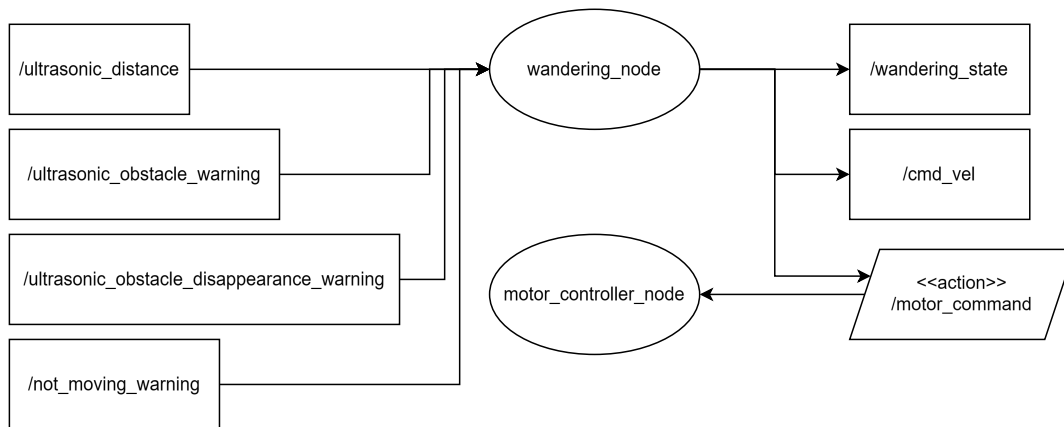 /ultrasonic_distance
wandering_node
/wandering_state
/ultrasonic_obstacle_warning
/cmd_vel
/ultrasonic_obstacle_disappearance_warning
motor_controller_node
<<action>>
/motor_command
/not_moving_warning